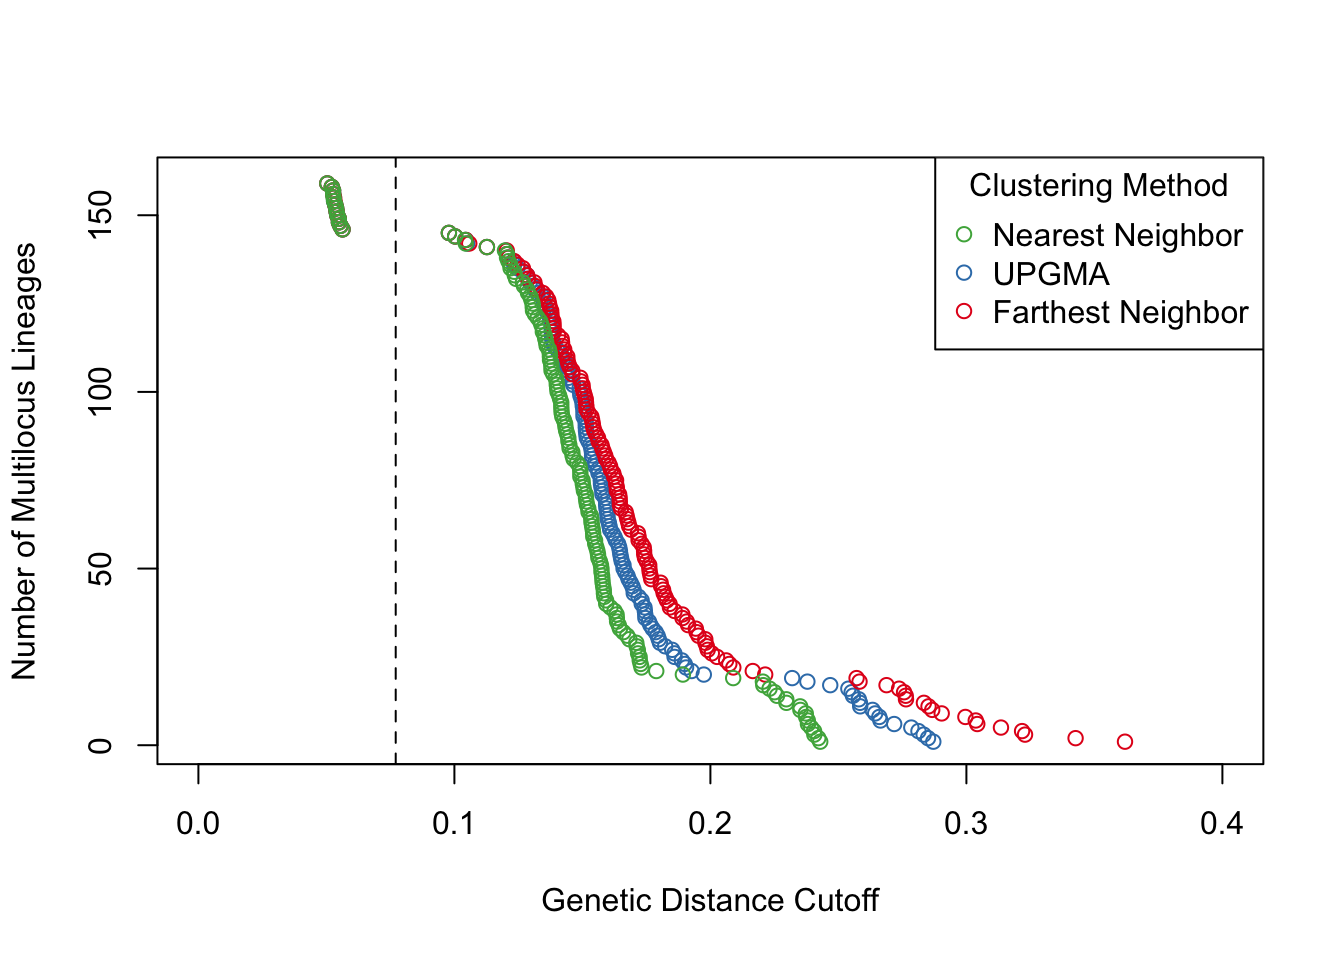 Clustering Method
Nearest Neighbor
UPGMA
Farthest Neighbor
Number of Multilocus Lineages
150
100
50
0
0.0 0.1 0.2 0.3 0.4
Genetic Distance Cutoff